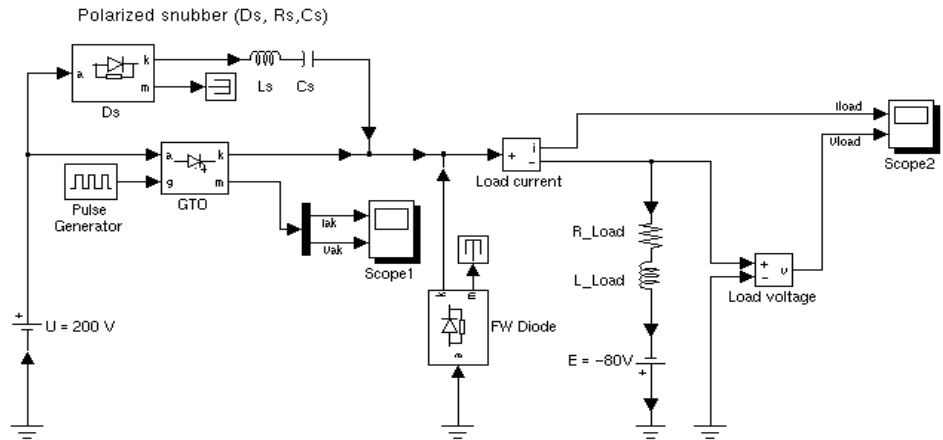 Polarized snubber (Ds, Rs,Cs)
a
k
m
Ds
Ls
Cs
Iload
Vload
Scope2
a
k
g
m
GTO
Pulse
Generator
+
i
−
Load current
Iak
Vak
Scope1
R_Load
L_Load
+
−
v
Load voltage
k
m
a
FW Diode
+
U = 200 V
E = −80V
+